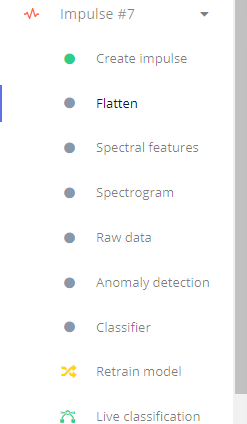 Impulse #7
Create impulse
Flatten
Spectral features
Spectrogram
Raw data
Anomaly detection
Classifier
Retrain model
Live classification